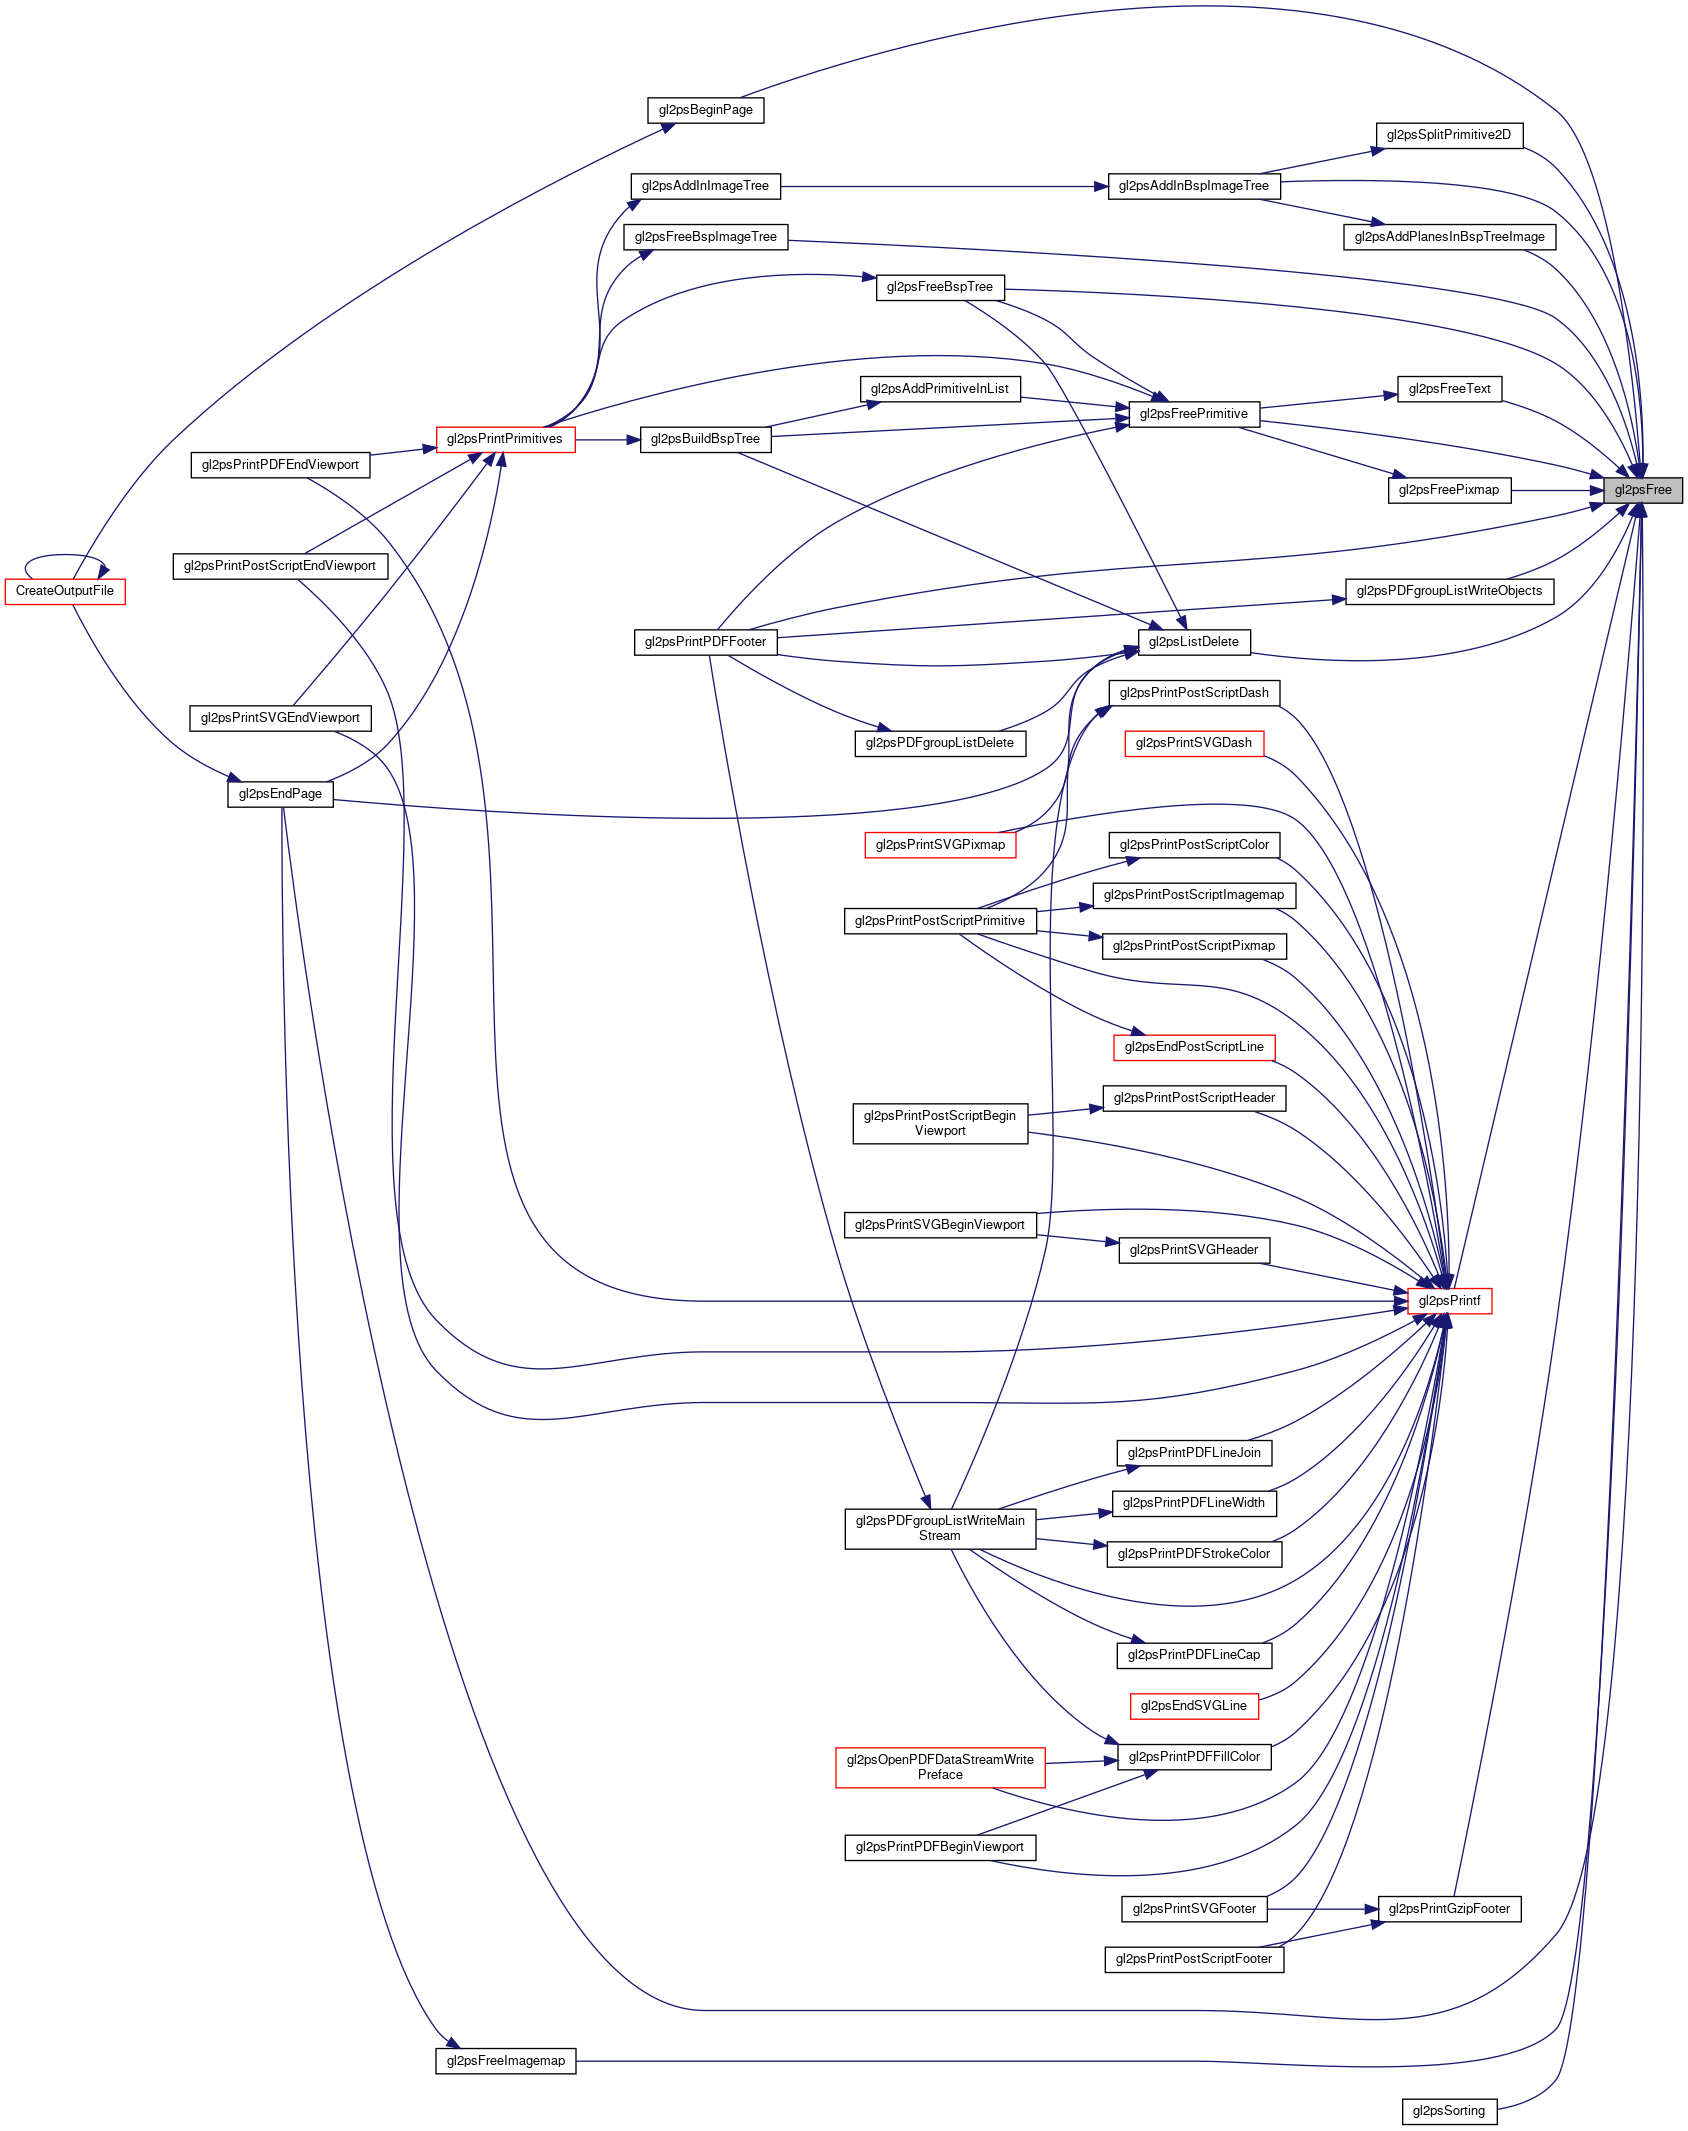 gl2psBeginPage
gl2psSplitPrimitive2D
gl2psAddInImageTree
gl2psAddInBspImageTree
gl2psFreeBspImageTree
gl2psAddPlanesInBspTreeImage
gl2psFreeBspTree
gl2psAddPrimitiveInList
gl2psFreeText
gl2psFreePrimitive
gl2psPrintPrimitives
gl2psBuildBspTree
gl2psPrintPDFEndViewport
gl2psFreePixmap
gl2psFree
gl2psPrintPostScriptEndViewport
CreateOutputFile
gl2psPDFgroupListWriteObjects
gl2psPrintPDFFooter
gl2psListDelete
gl2psPrintPostScriptDash
gl2psPrintSVGEndViewport
gl2psPDFgroupListDelete
gl2psPrintSVGDash
gl2psEndPage
gl2psPrintSVGPixmap
gl2psPrintPostScriptColor
gl2psPrintPostScriptImagemap
gl2psPrintPostScriptPrimitive
gl2psPrintPostScriptPixmap
gl2psEndPostScriptLine
gl2psPrintPostScriptHeader
gl2psPrintPostScriptBegin
Viewport
gl2psPrintSVGBeginViewport
gl2psPrintSVGHeader
gl2psPrintf
gl2psPrintPDFLineJoin
gl2psPrintPDFLineWidth
gl2psPDFgroupListWriteMain
Stream
gl2psPrintPDFStrokeColor
gl2psPrintPDFLineCap
gl2psEndSVGLine
gl2psPrintPDFFillColor
gl2psOpenPDFDataStreamWrite
Preface
gl2psPrintPDFBeginViewport
gl2psPrintSVGFooter
gl2psPrintGzipFooter
gl2psPrintPostScriptFooter
gl2psFreeImagemap
gl2psSorting